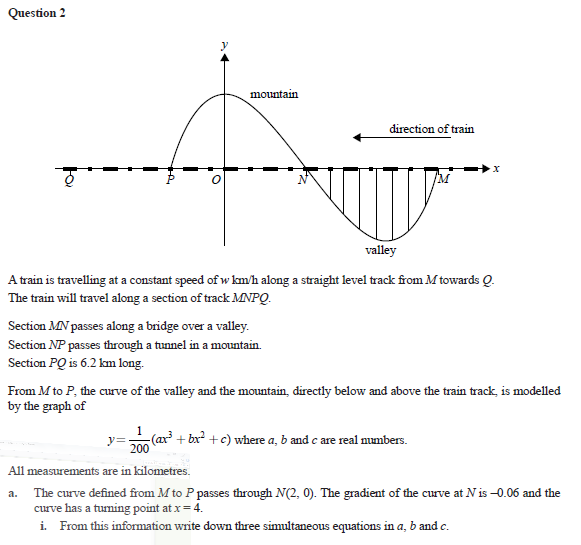 Question 2
y
mountain
direction of train
x
Q
P
O
N
M
valley
A train is travelling at a constant speed of w km/h along a straight level track from M towards Q.
The train will travel along a section of track MNPQ.
Section MN passes along a bridge over a valley.
Section NP passes through a tunnel in a mountain.
Section PQ is 6.2 km long.
From M to P, the curve of the valley and the mountain, directly below and above the train track, is modelled
by the graph of
y = 1/200 (ax³ + bx² + c) where a, b and c are real numbers.
All measurements are in kilometres.
a. The curve defined from M to P passes through N(2, 0). The gradient of the curve at N is –0.06 and the
curve has a turning point at x = 4.
i. From this information write down three simultaneous equations in a, b and c.